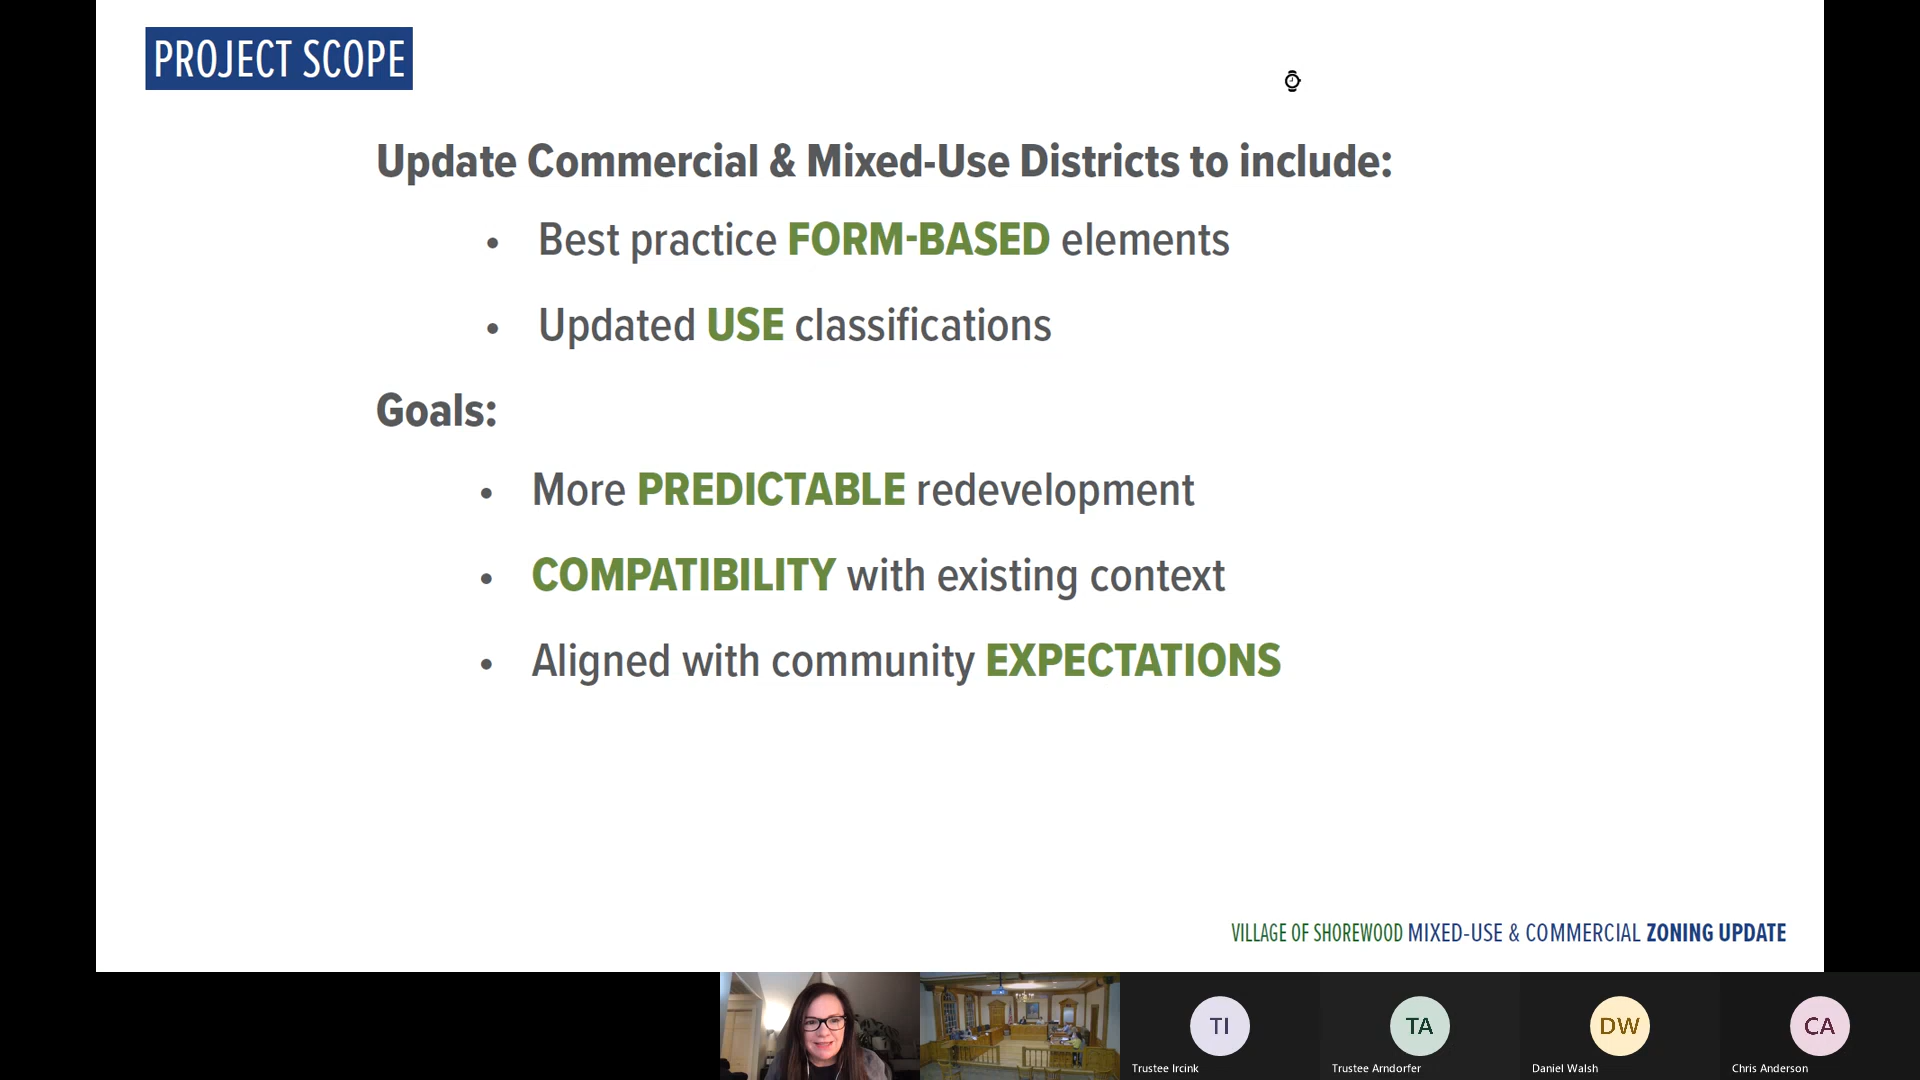 PROJECT SCOPE
Update Commercial & Mixed-Use Districts to include:
• Best practice FORM-BASED elements
• Updated USE classifications
Goals:
• More PREDICTABLE redevelopment
• COMPATIBILITY with existing context
• Aligned with community EXPECTATIONS
VILLAGE OF SHOREWOOD MIXED-USE & COMMERCIAL ZONING UPDATE
TI
TA
DW
CA
Trustee Ircink
Trustee Arndorfer
Daniel Walsh
Chris Anderson